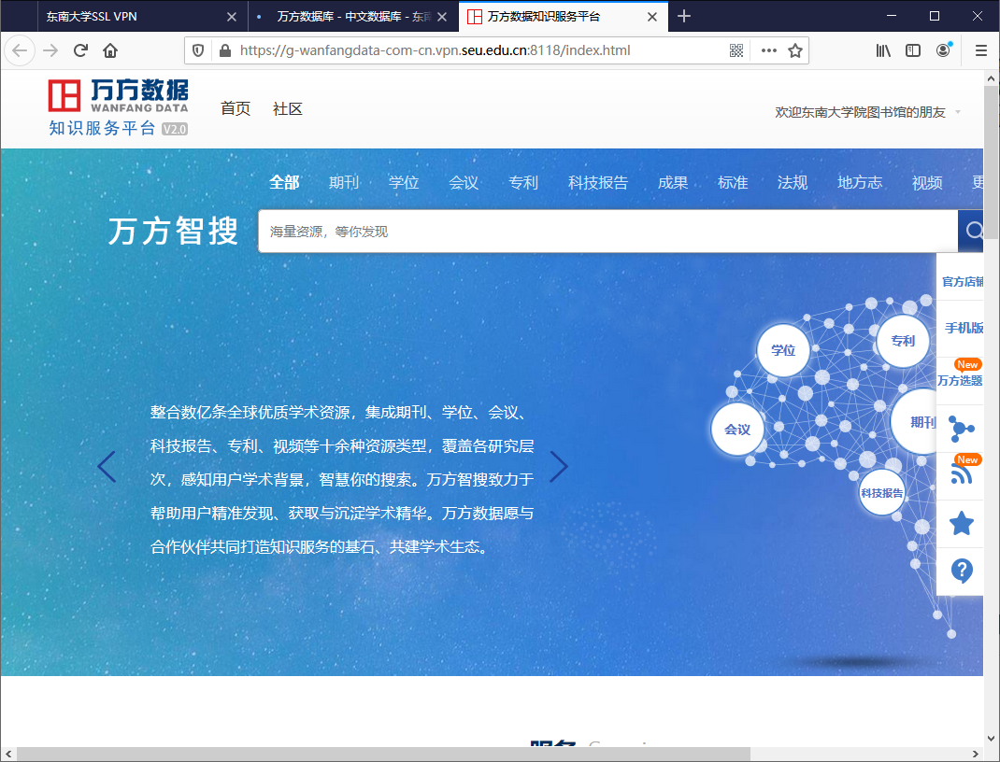 东南大学SSL VPN
万方数据库 - 中文数据库 - 东南
万方数据知识服务平台
https://g-wanfangdata-com-cn.vpn.seu.edu.cn:8118/index.html
万方数据
WANFANG DATA
知识服务平台 V2.0
首页 社区
欢迎东南大学院图书馆的朋友
全部 期刊 学位 会议 专利 科技报告 成果 标准 法规 地方志 视频 更
万方智搜
海量资源，等你发现
官方店铺
手机版
New
万方选题
New
学位
专利
会议
期刊
科技报告
整合数亿条全球优质学术资源，集成期刊、学位、会议、
科技报告、专利、视频等十余种资源类型，覆盖各研究层
次，感知用户学术背景，智慧你的搜索。万方智搜致力于
帮助用户精准发现、获取与沉淀学术精华。万方数据愿与
合作伙伴共同打造知识服务的基石、共建学术生态。